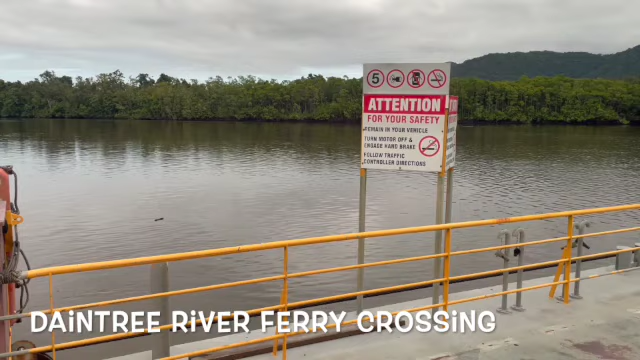 5
ATTENTION
FOR YOUR SAFETY
REMAIN IN YOUR VEHICLE
TURN MOTOR OFF &
ENGAGE HAND BRAKE
FOLLOW TRAFFIC
CONTROLLER DIRECTIONS
DAiNTREE RiVER FERRY CROSSiNG